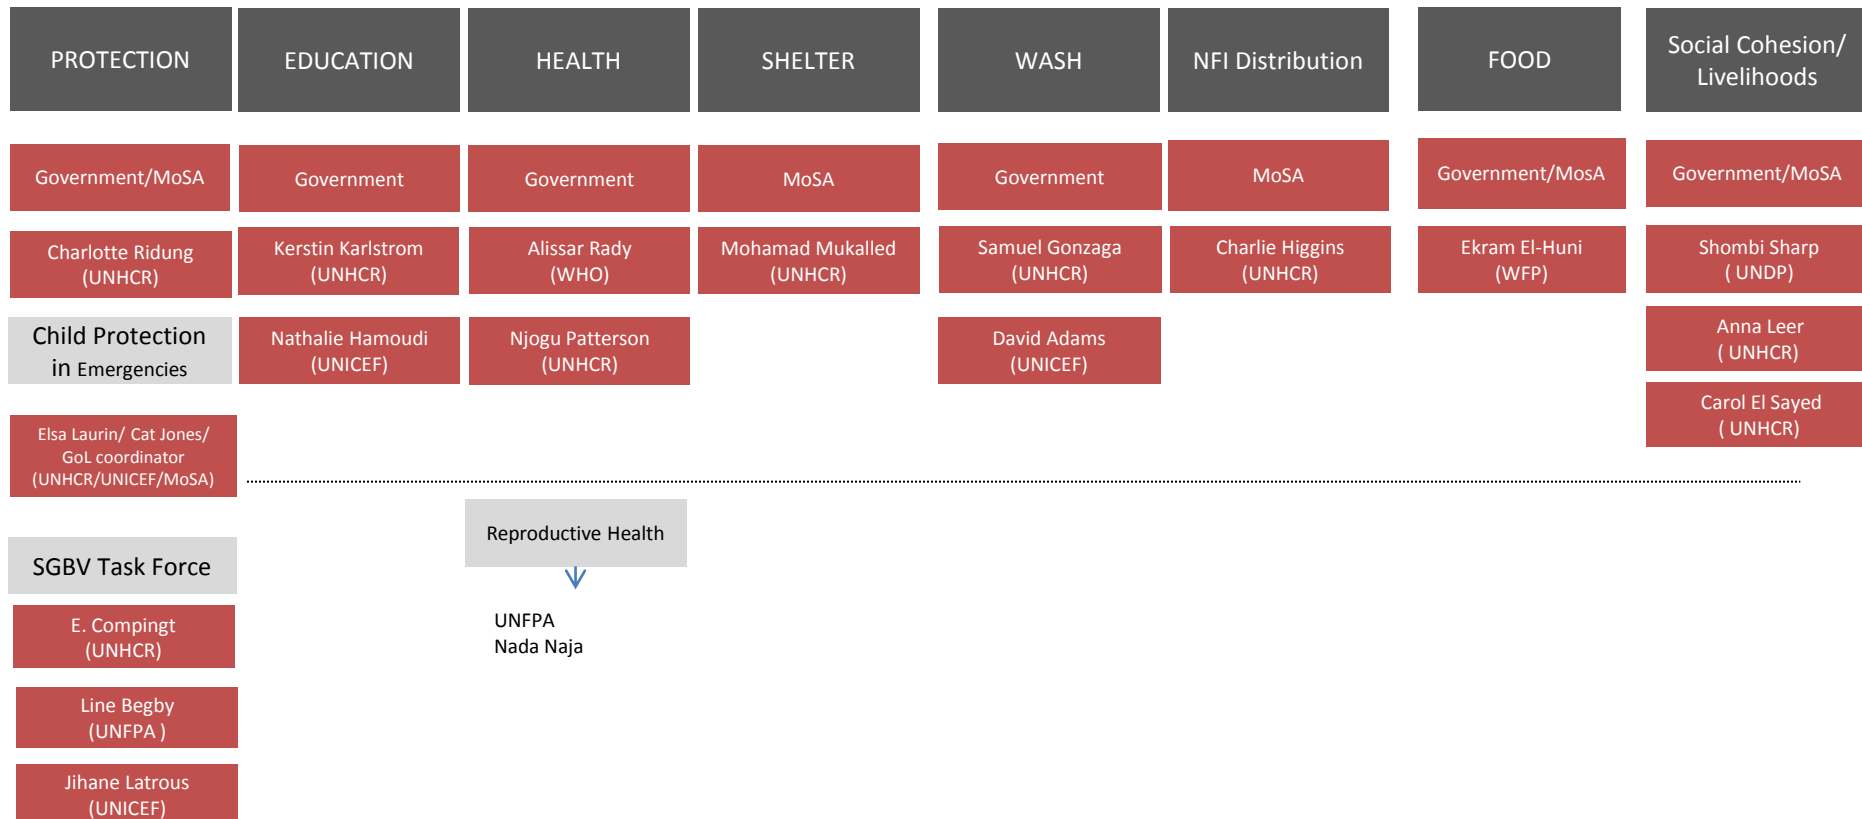 PROTECTION
EDUCATION
HEALTH
SHELTER
WASH
NFI Distribution
FOOD
Social Cohesion/
Livelihoods
Government/MoSA
Government
Government
MoSA
Government
MoSA
Government/MosA
Government/MoSA
Charlotte Ridung
(UNHCR)
Kerstin Karlstrom
(UNHCR)
Alissar Rady
(WHO)
Mohamad Mukalled
(UNHCR)
Samuel Gonzaga
(UNHCR)
Charlie Higgins
(UNHCR)
Ekram El-Huni
(WFP)
Shombi Sharp
( UNDP)
Child Protection
in Emergencies
Nathalie Hamoudi
(UNICEF)
Njogu Patterson
(UNHCR)
David Adams
(UNICEF)
Anna Leer
( UNHCR)
Carol El Sayed
( UNHCR)
Elsa Laurin/ Cat Jones/
GoL coordinator
(UNHCR/UNICEF/MoSA)
Reproductive Health
UNFPA
Nada Naja
SGBV Task Force
E. Compingt
(UNHCR)
Line Begby
(UNFPA )
Jihane Latrous
(UNICEF)